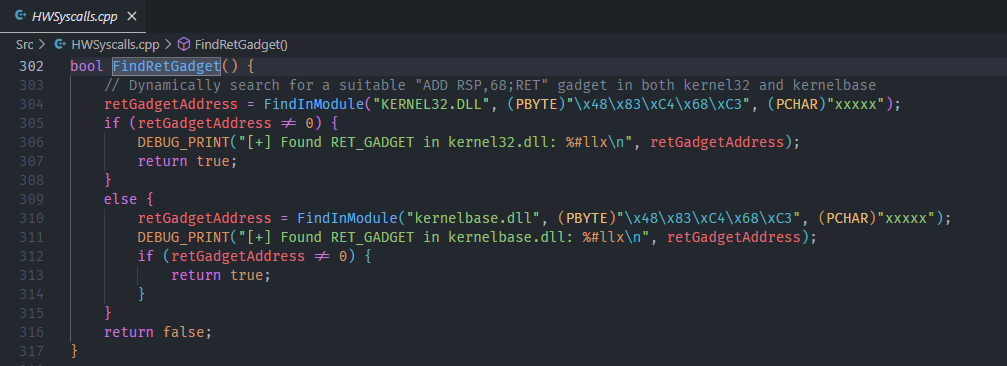 HWSyscalls.cpp ×
Src > HWSyscalls.cpp > FindRetGadget()
302 bool FindRetGadget() {
303 // Dynamically search for a suitable "ADD RSP,68;RET" gadget in both kernel32 and kernelbase
304 retGadgetAddress = FindInModule("KERNEL32.DLL", (PBYTE)"\x48\x83\xC4\x68\xC3", (PCHAR)"xxxxx");
305 if (retGadgetAddress ≠ 0) {
306 DEBUG_PRINT("[+] Found RET_GADGET in kernel32.dll: %#llx\n", retGadgetAddress);
307 return true;
308 }
309 else {
310 retGadgetAddress = FindInModule("kernelbase.dll", (PBYTE)"\x48\x83\xC4\x68\xC3", (PCHAR)"xxxxx");
311 DEBUG_PRINT("[+] Found RET_GADGET in kernelbase.dll: %#llx\n", retGadgetAddress);
312 if (retGadgetAddress ≠ 0) {
313 return true;
314 }
315 }
316 return false;
317 }